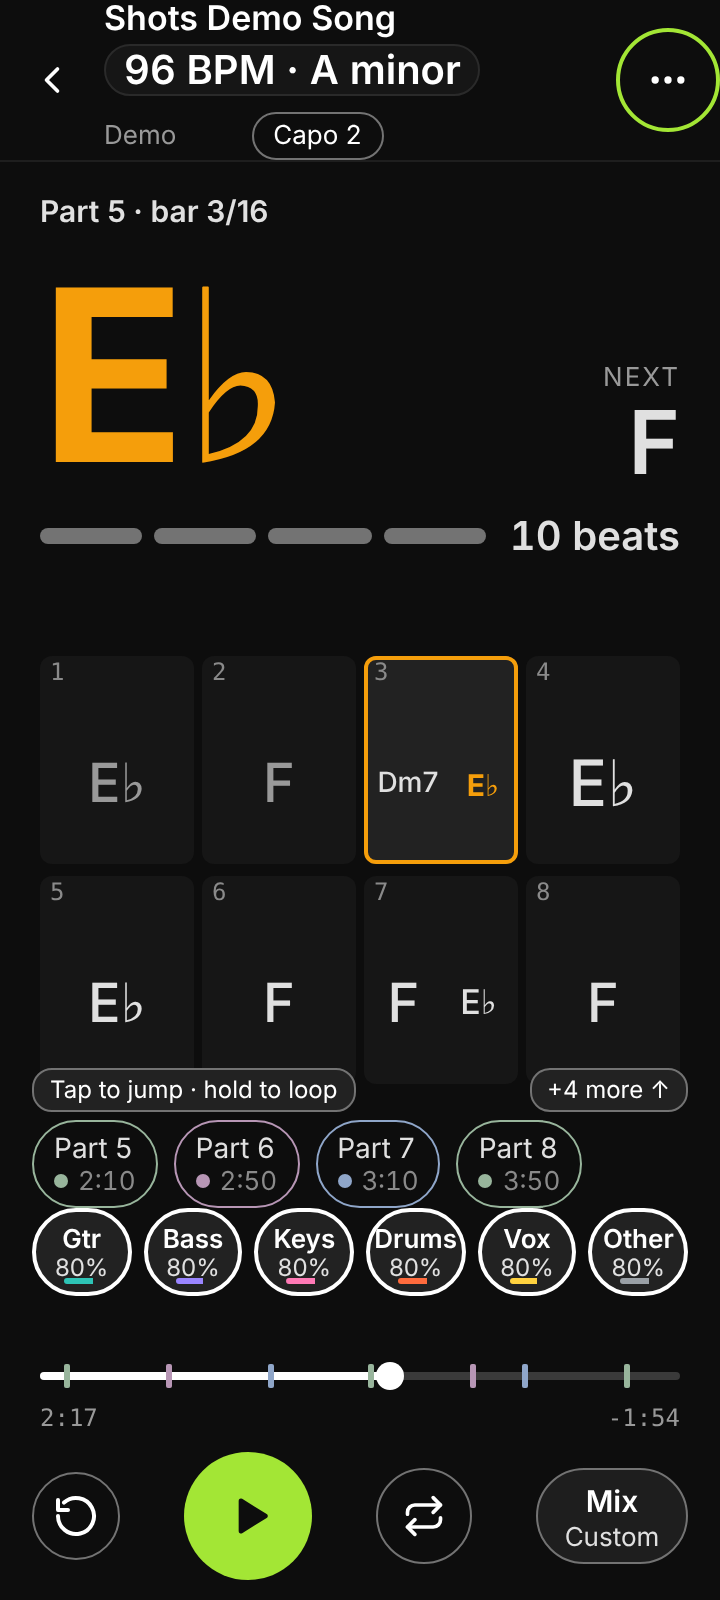 Shots Demo Song
96 BPM · A minor
Demo Capo 2
Part 5 · bar 3/16
E♭
NEXT
F
10 beats
1 2 3 4
E♭ F Dm7 E♭ E♭
5 6 7 8
E♭ F F E♭ F
Tap to jump · hold to loop +4 more ↑
Part 5 Part 6 Part 7 Part 8
2:10 2:50 3:10 3:50
Gtr Bass Keys Drums Vox Other
80% 80% 80% 80% 80% 80%
2:17 -1:54
Mix
Custom